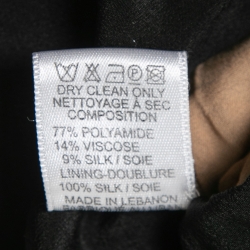 DRY CLEAN ONLY
NETTOYAGE À SEC
COMPOSITION
77% POLYAMIDE
14% VISCOSE
9% SILK / SOIE
LINING-DOUBLURE
100% SILK / SOIE
MADE IN LEBANON